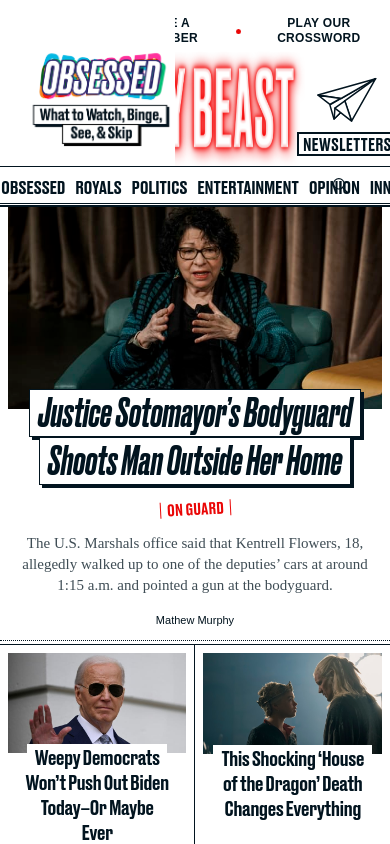 E A
BER
PLAY OUR
CROSSWORD
OBSESSED
What to Watch, Binge,
See, & Skip
Y BEAST
NEWSLETTERS
OBSESSED ROYALS POLITICS ENTERTAINMENT OPINION INN
Justice Sotomayor's Bodyguard
Shoots Man Outside Her Home
ON GUARD
The U.S. Marshals office said that Kentrell Flowers, 18,
allegedly walked up to one of the deputies' cars at around
1:15 a.m. and pointed a gun at the bodyguard.
Mathew Murphy
Weepy Democrats
Won't Push Out Biden
Today—Or Maybe
Ever
This Shocking 'House
of the Dragon' Death
Changes Everything